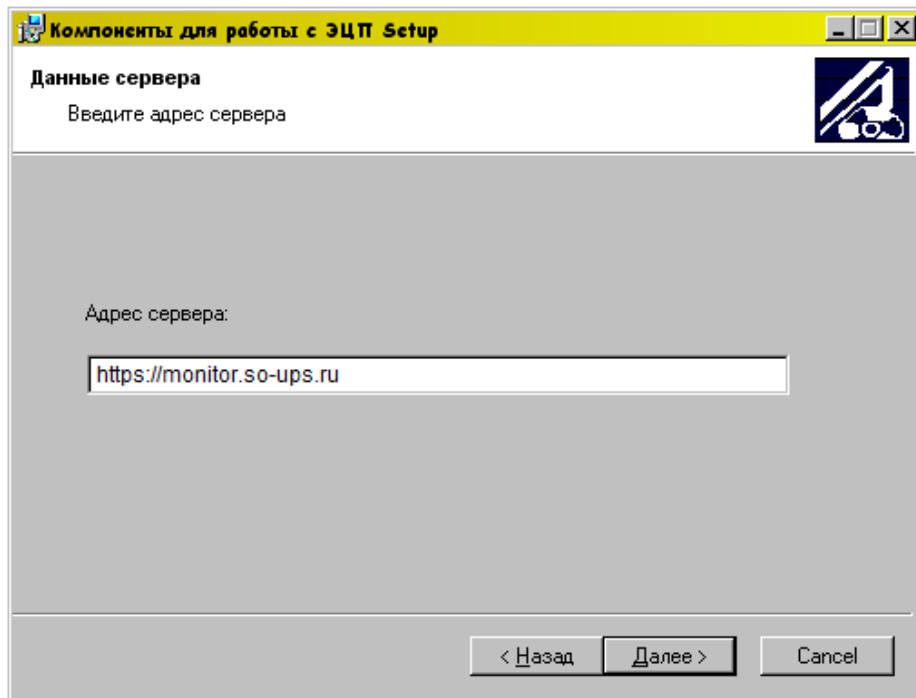 Компоненты для работы с ЭЦП Setup
Данные сервера
Введите адрес сервера
Адрес сервера:
https://monitor.so-ups.ru
< Назад Далее > Cancel